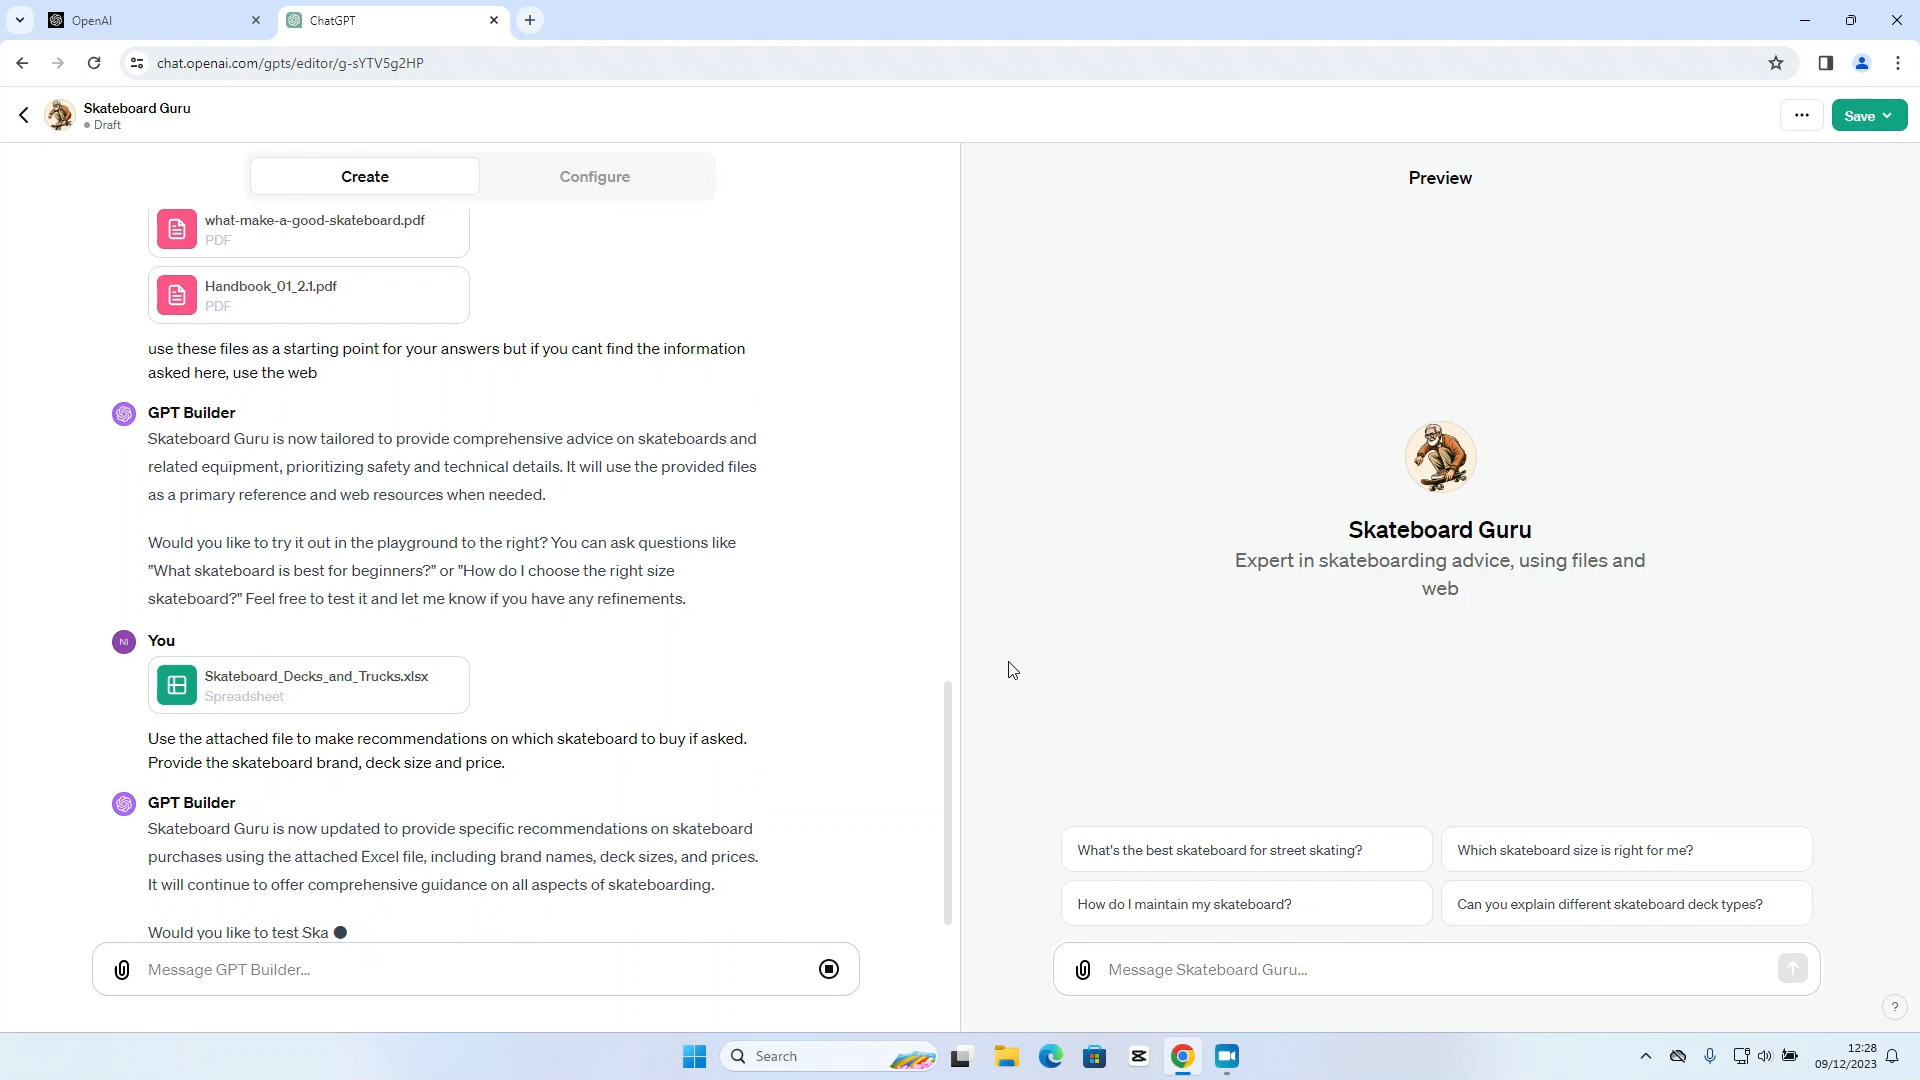 OpenAI
ChatGPT
chat.openai.com/gpts/editor/g-sYTV5g2HP
Skateboard Guru
Draft
Save
Create
Configure
Preview
what-make-a-good-skateboard.pdf
PDF
Handbook_01_2.1.pdf
PDF
use these files as a starting point for your answers but if you cant find the information
asked here, use the web
GPT Builder
Skateboard Guru is now tailored to provide comprehensive advice on skateboards and
related equipment, prioritizing safety and technical details. It will use the provided files
as a primary reference and web resources when needed.
Would you like to try it out in the playground to the right? You can ask questions like
"What skateboard is best for beginners?" or "How do I choose the right size
skateboard?" Feel free to test it and let me know if you have any refinements.
NI
You
Skateboard_Decks_and_Trucks.xlsx
Spreadsheet
Use the attached file to make recommendations on which skateboard to buy if asked.
Provide the skateboard brand, deck size and price.
GPT Builder
Skateboard Guru is now updated to provide specific recommendations on skateboard
purchases using the attached Excel file, including brand names, deck sizes, and prices.
It will continue to offer comprehensive guidance on all aspects of skateboarding.
Would you like to test Ska
Message GPT Builder...
Skateboard Guru
Expert in skateboarding advice, using files and
web
What's the best skateboard for street skating?
Which skateboard size is right for me?
How do I maintain my skateboard?
Can you explain different skateboard deck types?
Message Skateboard Guru...
?
Search
12:28
09/12/2023